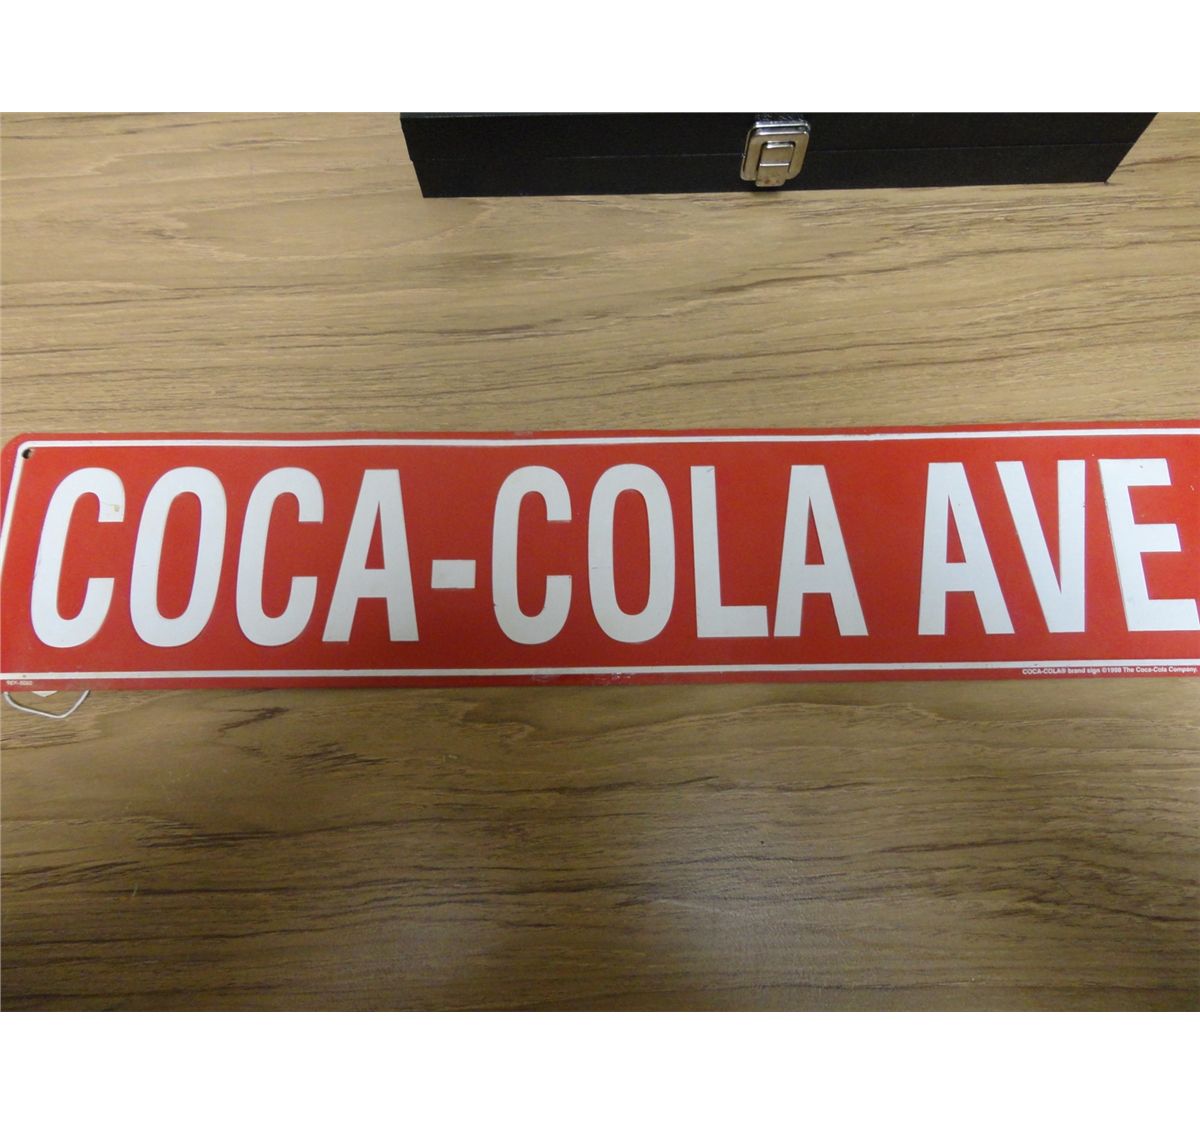 COCA-COLA AVE
COCA-COLA® brand sign ©1998 The Coca-Cola Company.